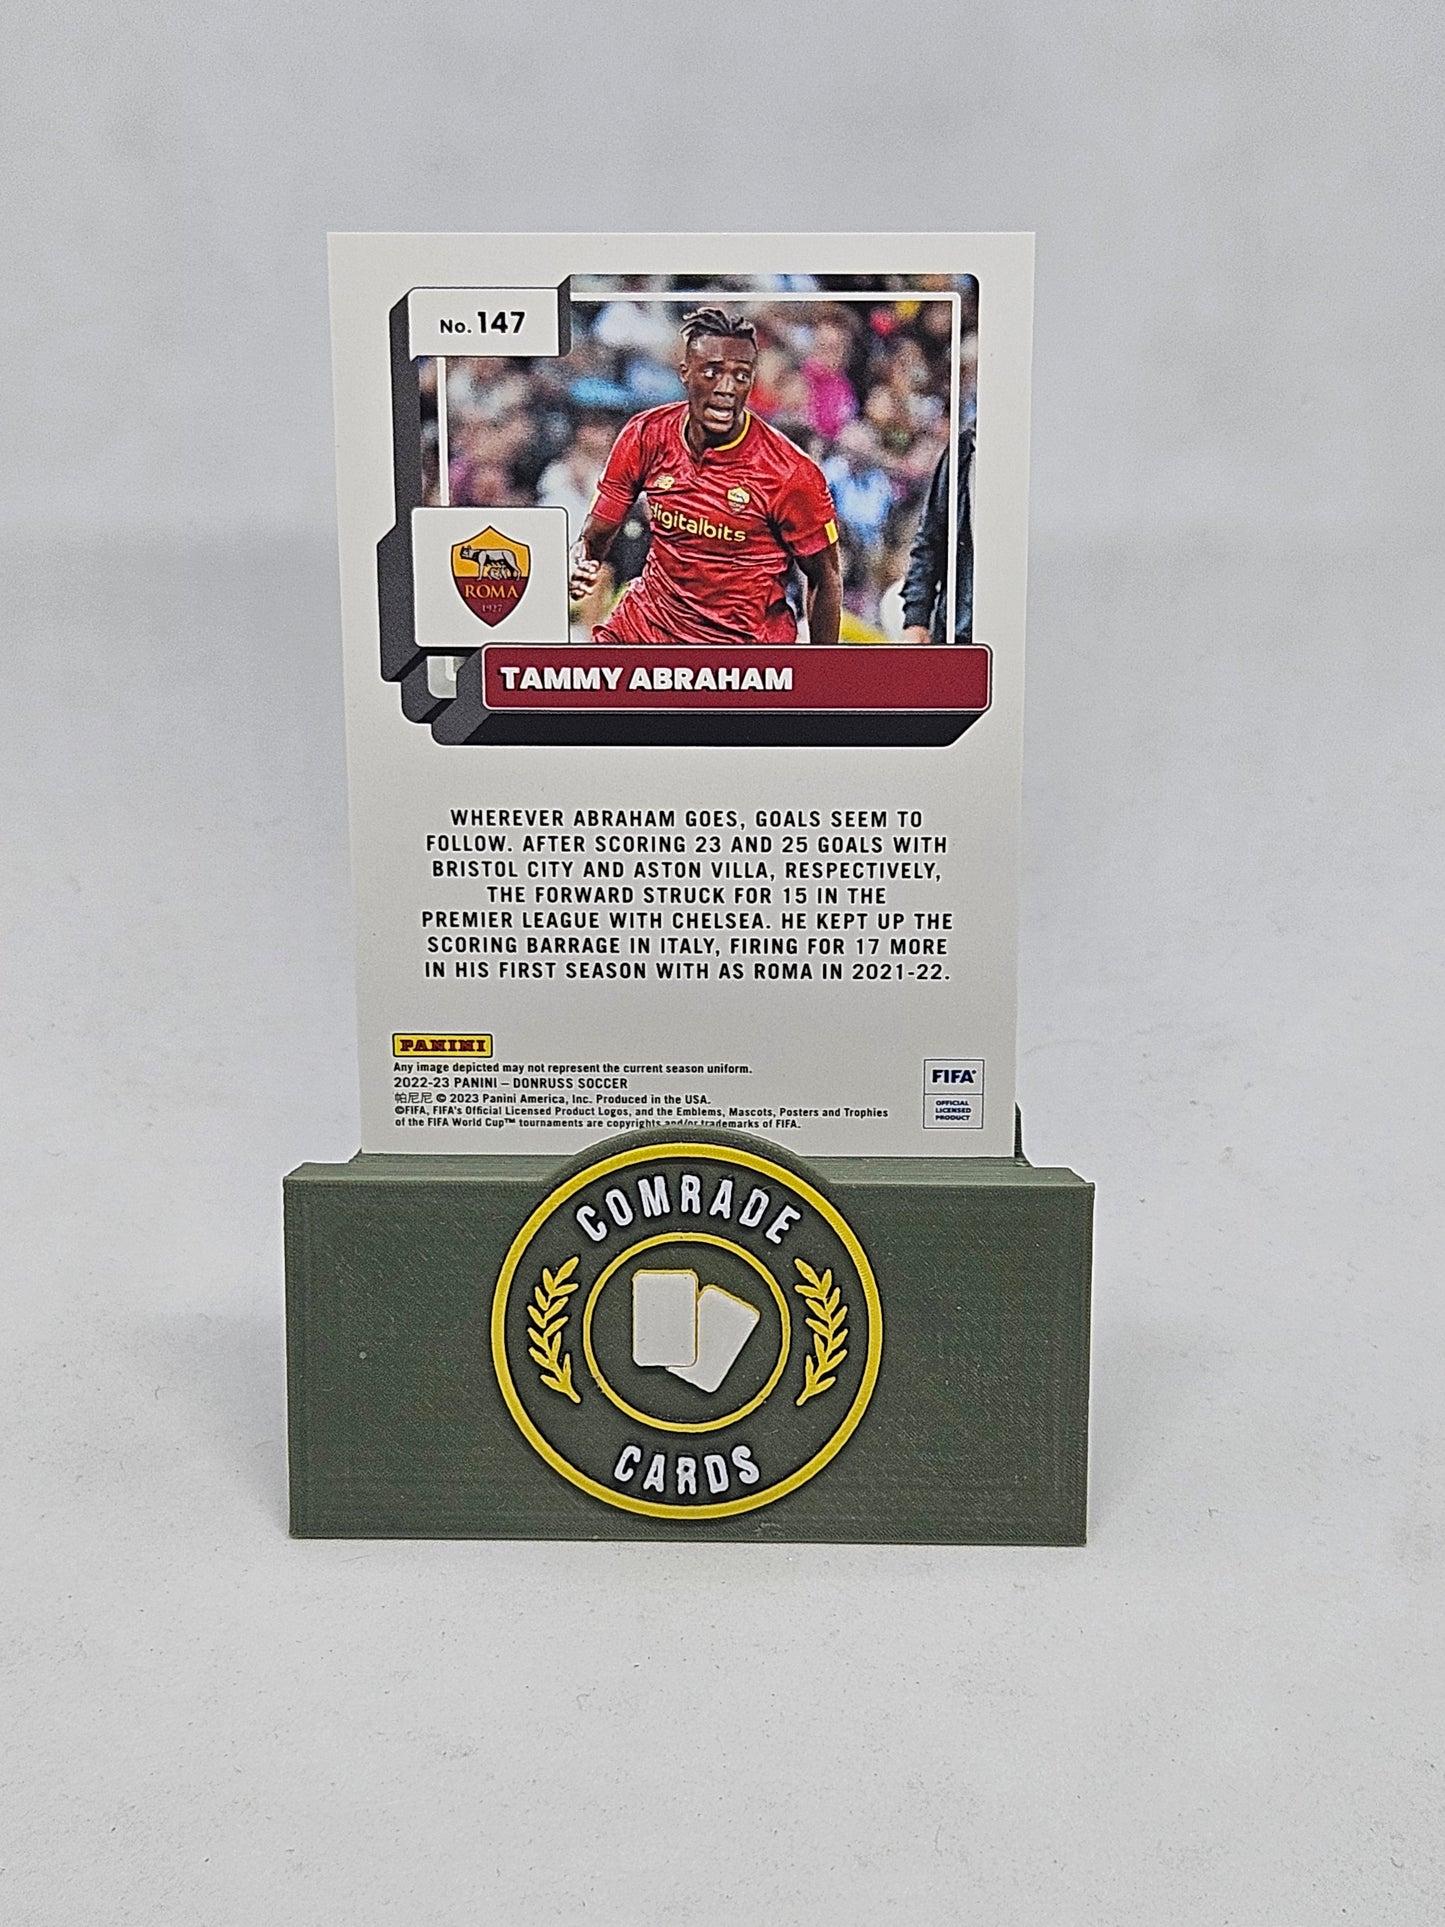 No. 147
digitalbits
ROMA
1927
TAMMY ABRAHAM
WHEREVER ABRAHAM GOES, GOALS SEEM TO
FOLLOW. AFTER SCORING 23 AND 25 GOALS WITH
BRISTOL CITY AND ASTON VILLA, RESPECTIVELY,
THE FORWARD STRUCK FOR 15 IN THE
PREMIER LEAGUE WITH CHELSEA. HE KEPT UP THE
SCORING BARRAGE IN ITALY, FIRING FOR 17 MORE
IN HIS FIRST SEASON WITH AS ROMA IN 2021-22.
PANINI
Any image depicted may not represent the current season uniform.
2022-23 PANINI – DONRUSS SOCCER
帕尼尼 © 2023 Panini America, Inc. Produced in the USA.
©FIFA, FIFA's Official Licensed Product Logos, and the Emblems, Mascots, Posters and Trophies
of the FIFA World Cup™ tournaments are copyrights and/or trademarks of FIFA.
FIFA®
OFFICIAL
LICENSED
PRODUCT
COMRADE
CARDS